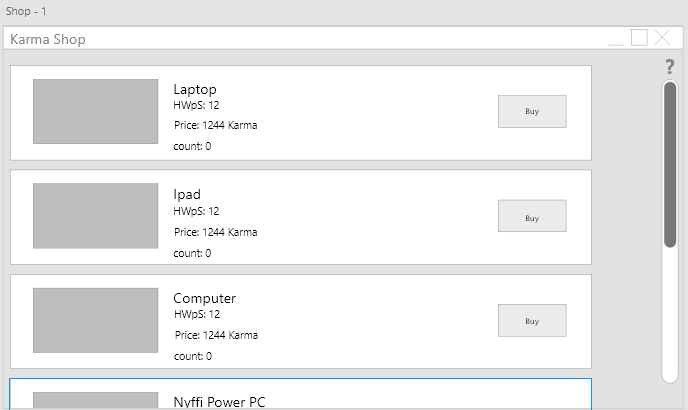 Shop - 1
Karma Shop
?
Laptop
HWpS: 12
Price: 1244 Karma
count: 0
Buy
Ipad
HWpS: 12
Price: 1244 Karma
count: 0
Buy
Computer
HWpS: 12
Price: 1244 Karma
count: 0
Buy
Nyffi Power PC